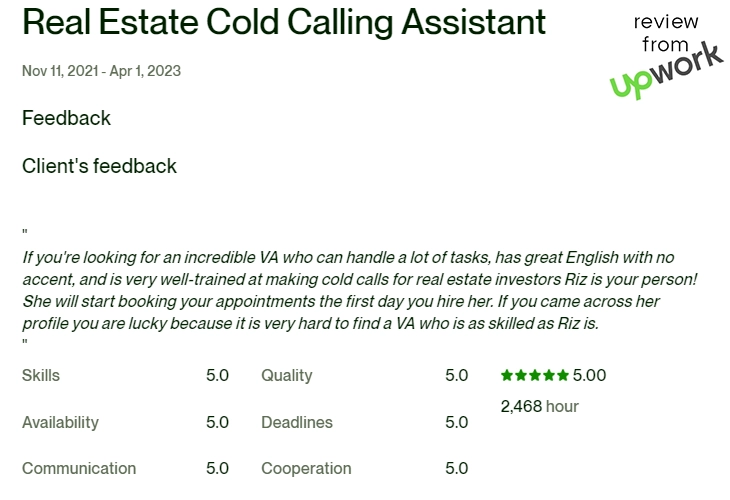 Real Estate Cold Calling Assistant
review
from
upwork
Nov 11, 2021 - Apr 1, 2023
Feedback
Client's feedback
"
If you're looking for an incredible VA who can handle a lot of tasks, has great English with no
accent, and is very well-trained at making cold calls for real estate investors Riz is your person!
She will start booking your appointments the first day you hire her. If you came across her
profile you are lucky because it is very hard to find a VA who is as skilled as Riz is.
"
Skills 5.0 Quality 5.0 5.00
2,468 hour
Availability 5.0 Deadlines 5.0
Communication 5.0 Cooperation 5.0